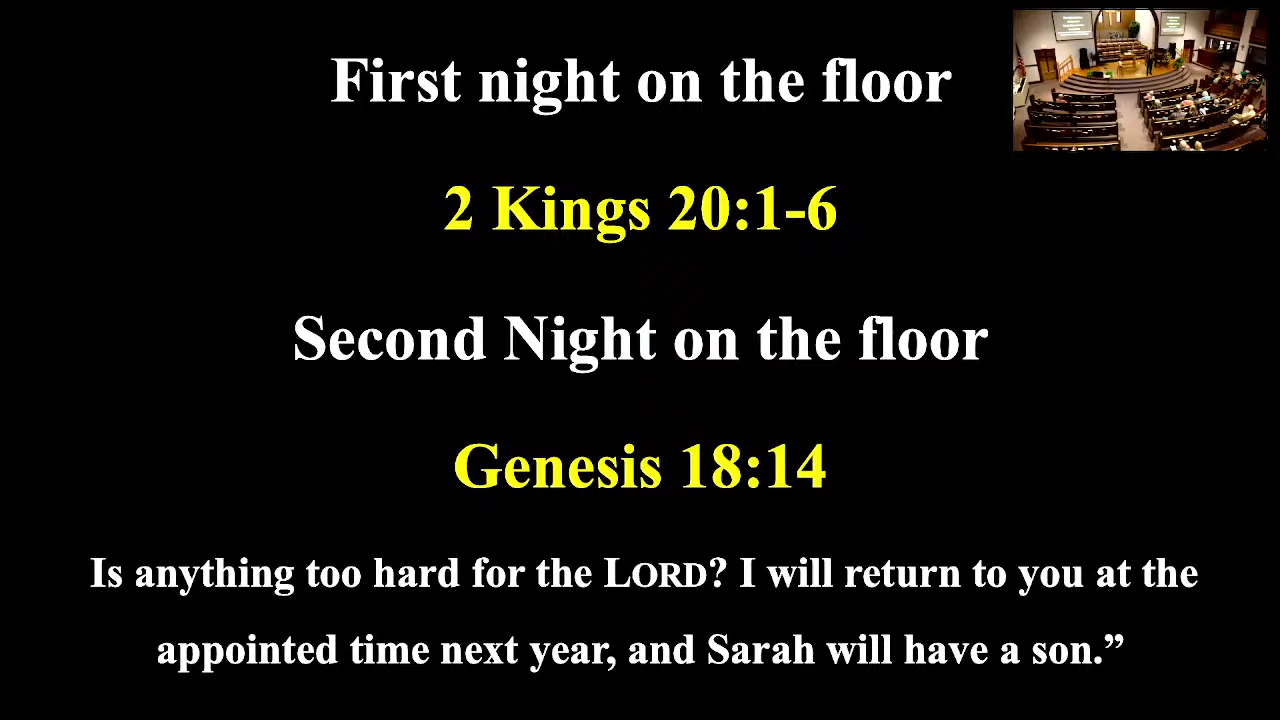 First night on the floor
2 Kings 20:1-6
Second Night on the floor
Genesis 18:14
Is anything too hard for the LORD? I will return to you at the
appointed time next year, and Sarah will have a son.”